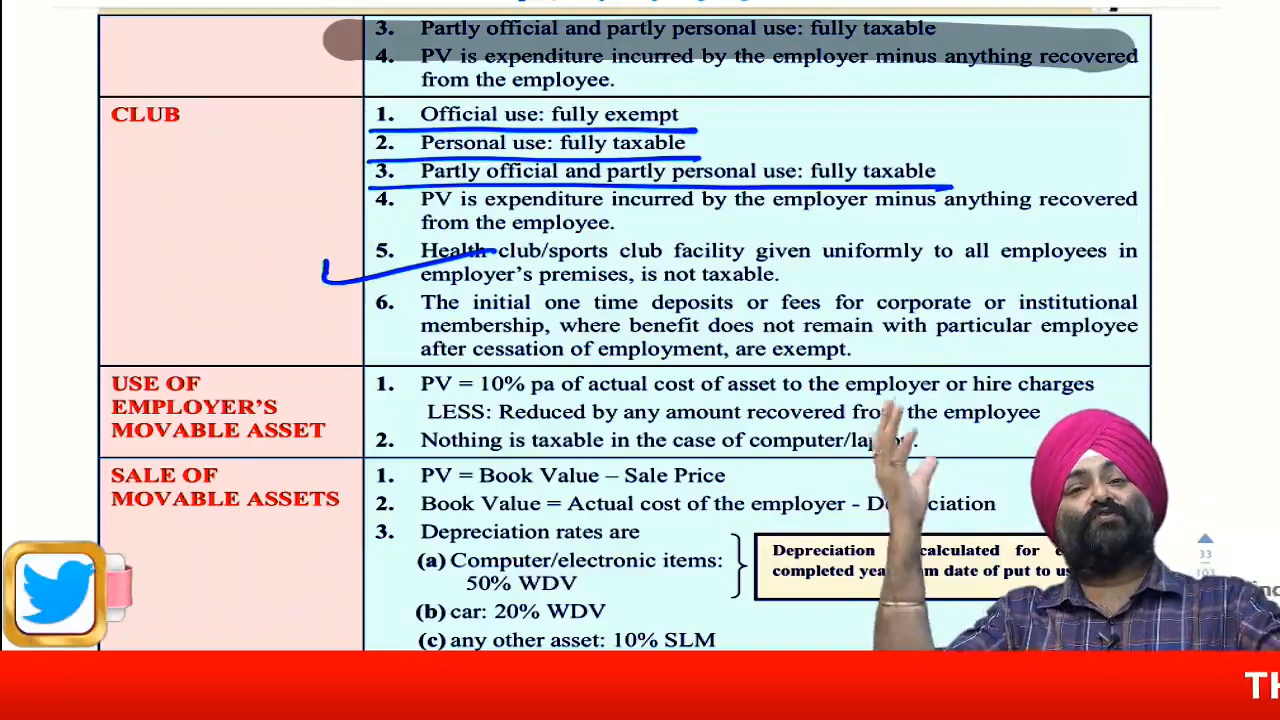 3. Partly official and partly personal use: fully taxable
4. PV is expenditure incurred by the employer minus anything recovered
from the employee.
CLUB
1. Official use: fully exempt
2. Personal use: fully taxable
3. Partly official and partly personal use: fully taxable
4. PV is expenditure incurred by the employer minus anything recovered
from the employee.
5. Health club/sports club facility given uniformly to all employees in
employer's premises, is not taxable.
6. The initial one time deposits or fees for corporate or institutional
membership, where benefit does not remain with particular employee
after cessation of employment, are exempt.
USE OF
EMPLOYER'S
MOVABLE ASSET
1. PV = 10% pa of actual cost of asset to the employer or hire charges
LESS: Reduced by any amount recovered from the employee
2. Nothing is taxable in the case of
SALE OF
MOVABLE ASSETS
1. PV = Book Value – Sale Price
2. Book Value = Actual cost of the employer -
3. Depreciation rates are
(a) Computer/electronic items:
50% WDV
(b) car: 20% WDV
(c) any other asset: 10% SLM
Depreciation calculated for
completed date of put to
33